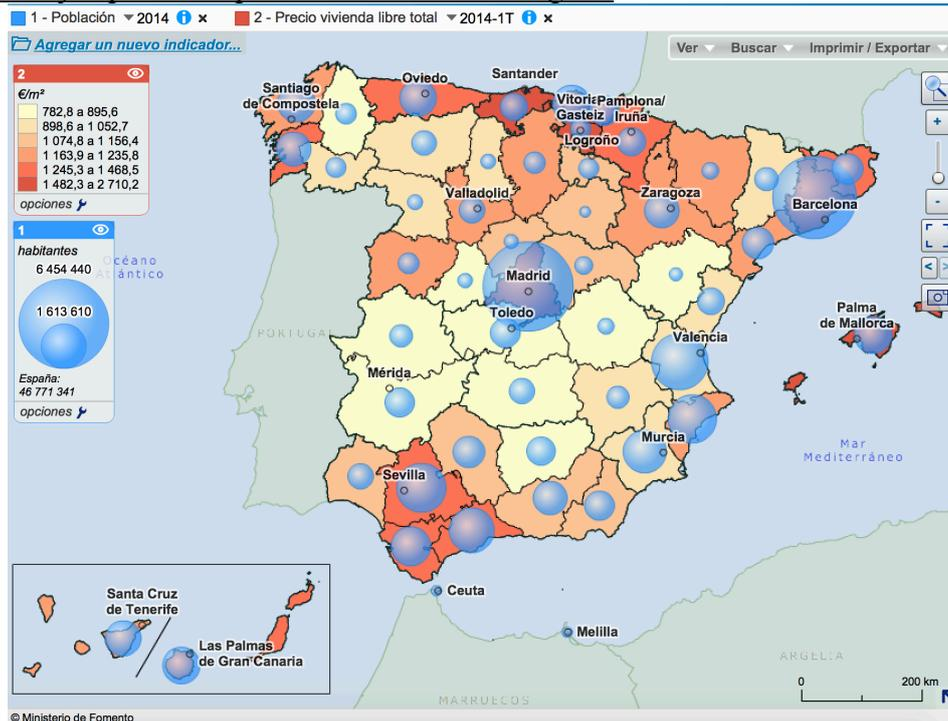 1 - Población 2014 2 - Precio vivienda libre total 2014-1T
Agregar un nuevo indicador...
Ver Buscar Imprimir / Exportar
2
€/m²
782,8 a 895,6
898,6 a 1 052,7
1 074,8 a 1 156,4
1 163,9 a 1 235,8
1 245,3 a 1 468,5
1 482,3 a 2 710,2
opciones
1
habitantes
6 454 440
1 613 610
España:
46 771 341
opciones
Océano
Atlántico
PORTUGAL
Santiago
de Compostela
Oviedo
Santander
Vitoria
Gasteiz
Pamplona/
Iruña
Logroño
Valladolid
Zaragoza
Barcelona
Madrid
Toledo
Palma
de Mallorca
Valencia
Mérida
Murcia
Mar
Mediterráneo
Sevilla
Ceuta
Melilla
Santa Cruz
de Tenerife
Las Palmas
de Gran Canaria
ARGELIA
MARRUECOS
0 200 km
© Ministerio de Fomento